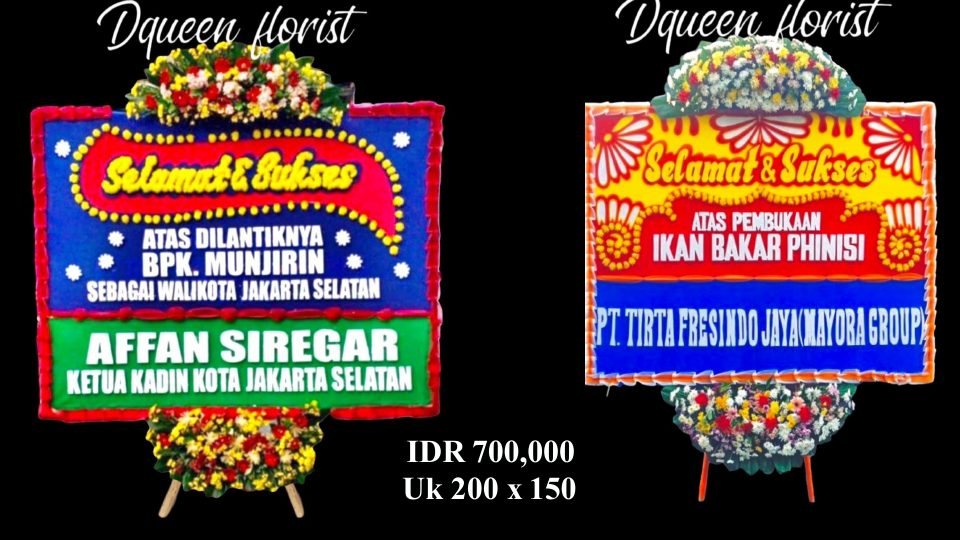 Dqueen florist
Selamat & Sukses
ATAS DILANTIKNYA
BPK. MUNJIRIN
SEBAGAI WALIKOTA JAKARTA SELATAN
AFFAN SIREGAR
KETUA KADIN KOTA JAKARTA SELATAN
Dqueen florist
Selamat & Sukses
ATAS PEMBUKAAN
IKAN BAKAR PHINISI
PT. TIRTA FRESINDO JAYA(MAYORA GROUP)
IDR 700,000
Uk 200 x 150